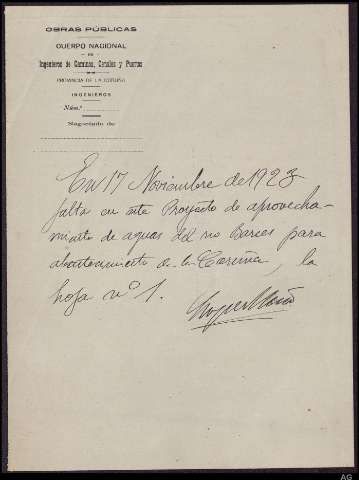 OBRAS PÚBLICAS
CUERPO NACIONAL
DE
Ingenieros de Caminos, Canales y Puertos
PROVINCIA DE LA CORUÑA
INGENIEROS
Núm.º
Negociado de
En 17 Noviembre de 1923
falta en este Proyecto de aprovecha-
miento de aguas del rio Barces para
abastecimiento de la Coruña, la
hoja nº 1.
AG